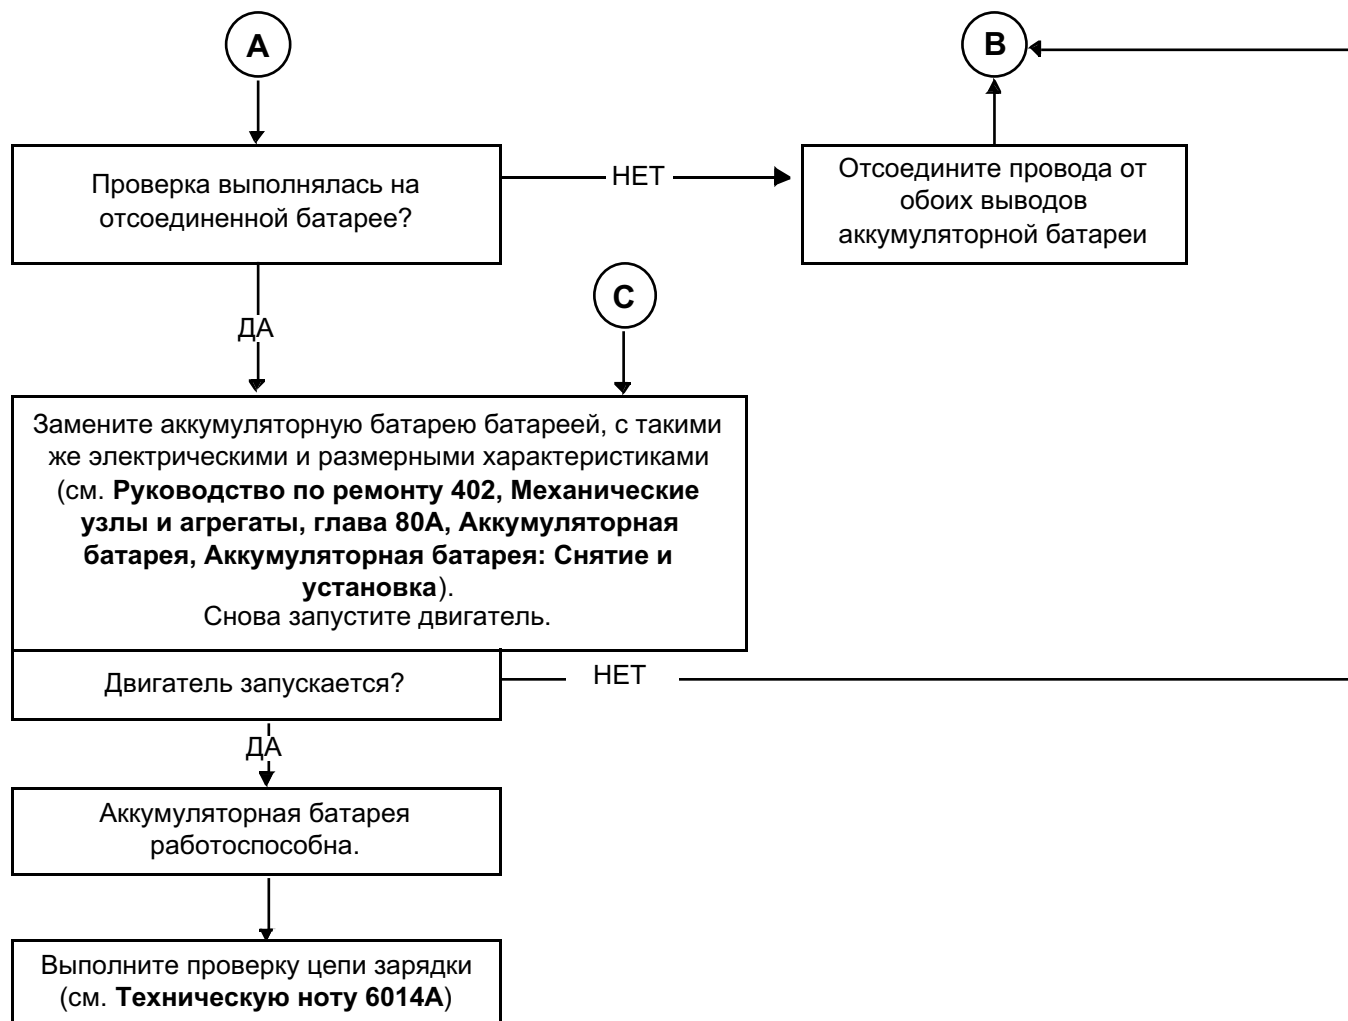 A
B
Проверка выполнялась на
отсоединенной батарее?
НЕТ
Отсоедините провода от
обоих выводов
аккумуляторной батареи
ДА
C
Замените аккумуляторную батарею батареей, с такими
же электрическими и размерными характеристиками
(см. Руководство по ремонту 402, Механические
узлы и агрегаты, глава 80A, Аккумуляторная
батарея, Аккумуляторная батарея: Снятие и
установка).
Снова запустите двигатель.
Двигатель запускается?
НЕТ
ДА
Аккумуляторная батарея
работоспособна.
Выполните проверку цепи зарядки
(см. Техническую ноту 6014A)